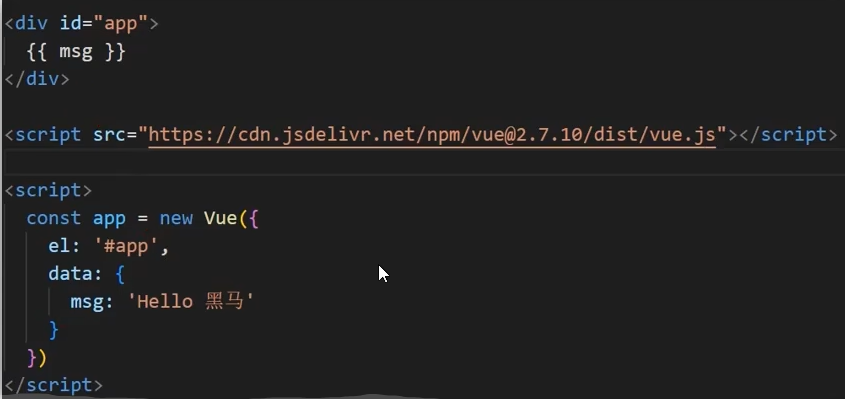 <div id="app">
  {{ msg }}
</div>
<script src="https://cdn.jsdelivr.net/npm/vue@2.7.10/dist/vue.js"></script>
<script>
  const app = new Vue({
    el: '#app',
    data: {
      msg: 'Hello 黑马'
    }
  })
</script>